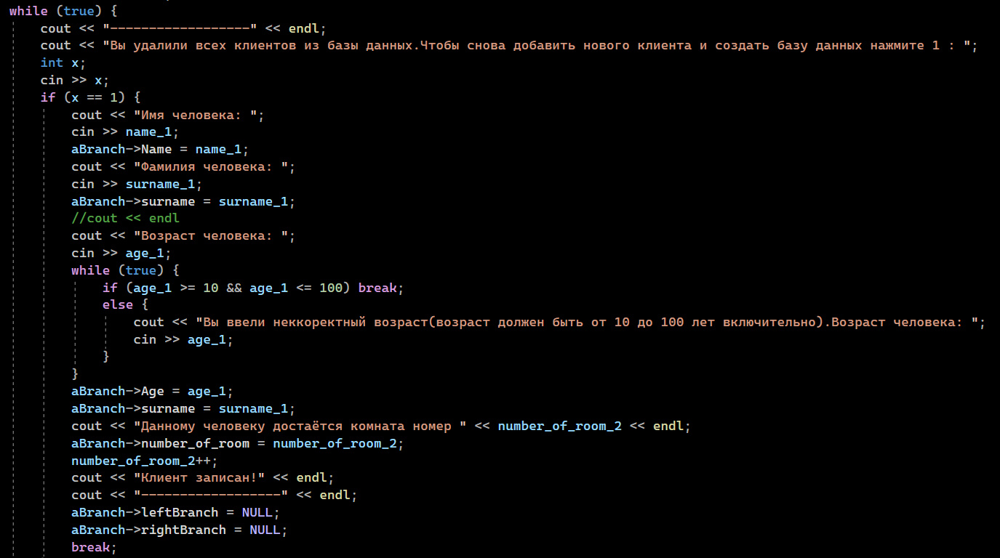 while (true) {
cout << "------------------" << endl;
cout << "Вы удалили всех клиентов из базы данных.Чтобы снова добавить нового клиента и создать базу данных нажмите 1 : ";
int x;
cin >> x;
if (x == 1) {
cout << "Имя человека: ";
cin >> name_1;
aBranch->Name = name_1;
cout << "Фамилия человека: ";
cin >> surname_1;
aBranch->surname = surname_1;
//cout << endl
cout << "Возраст человека: ";
cin >> age_1;
while (true) {
if (age_1 >= 10 && age_1 <= 100) break;
else {
cout << "Вы ввели неккоректный возраст(возраст должен быть от 10 до 100 лет включительно).Возраст человека: ";
cin >> age_1;
}
}
aBranch->Age = age_1;
aBranch->surname = surname_1;
cout << "Данному человеку достаётся комната номер " << number_of_room_2 << endl;
aBranch->number_of_room = number_of_room_2;
number_of_room_2++;
cout << "Клиент записан!" << endl;
cout << "------------------" << endl;
aBranch->leftBranch = NULL;
aBranch->rightBranch = NULL;
break;